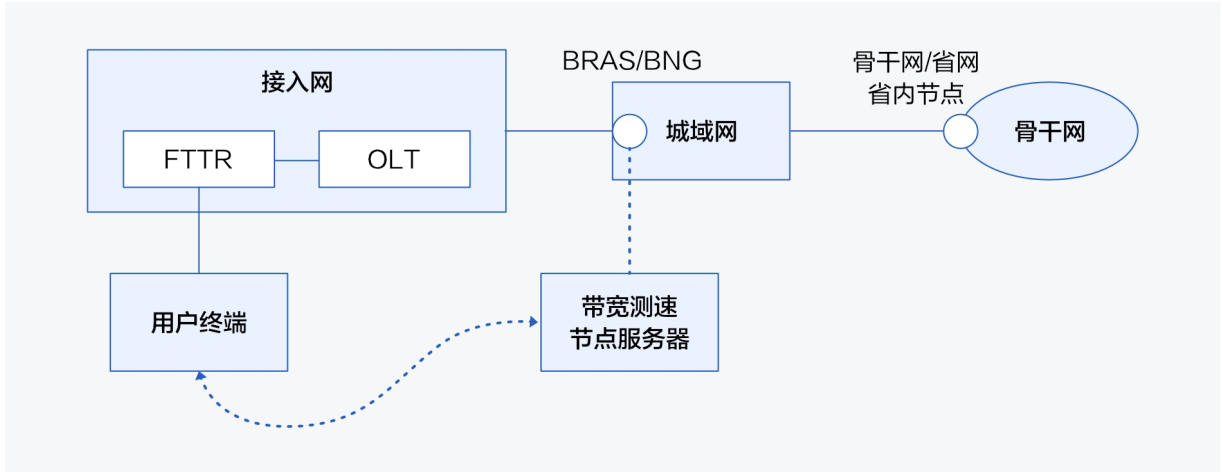 接入网
FTTR
OLT
BRAS/BNG
城域网
骨干网/省网
省内节点
骨干网
用户终端
带宽测速
节点服务器